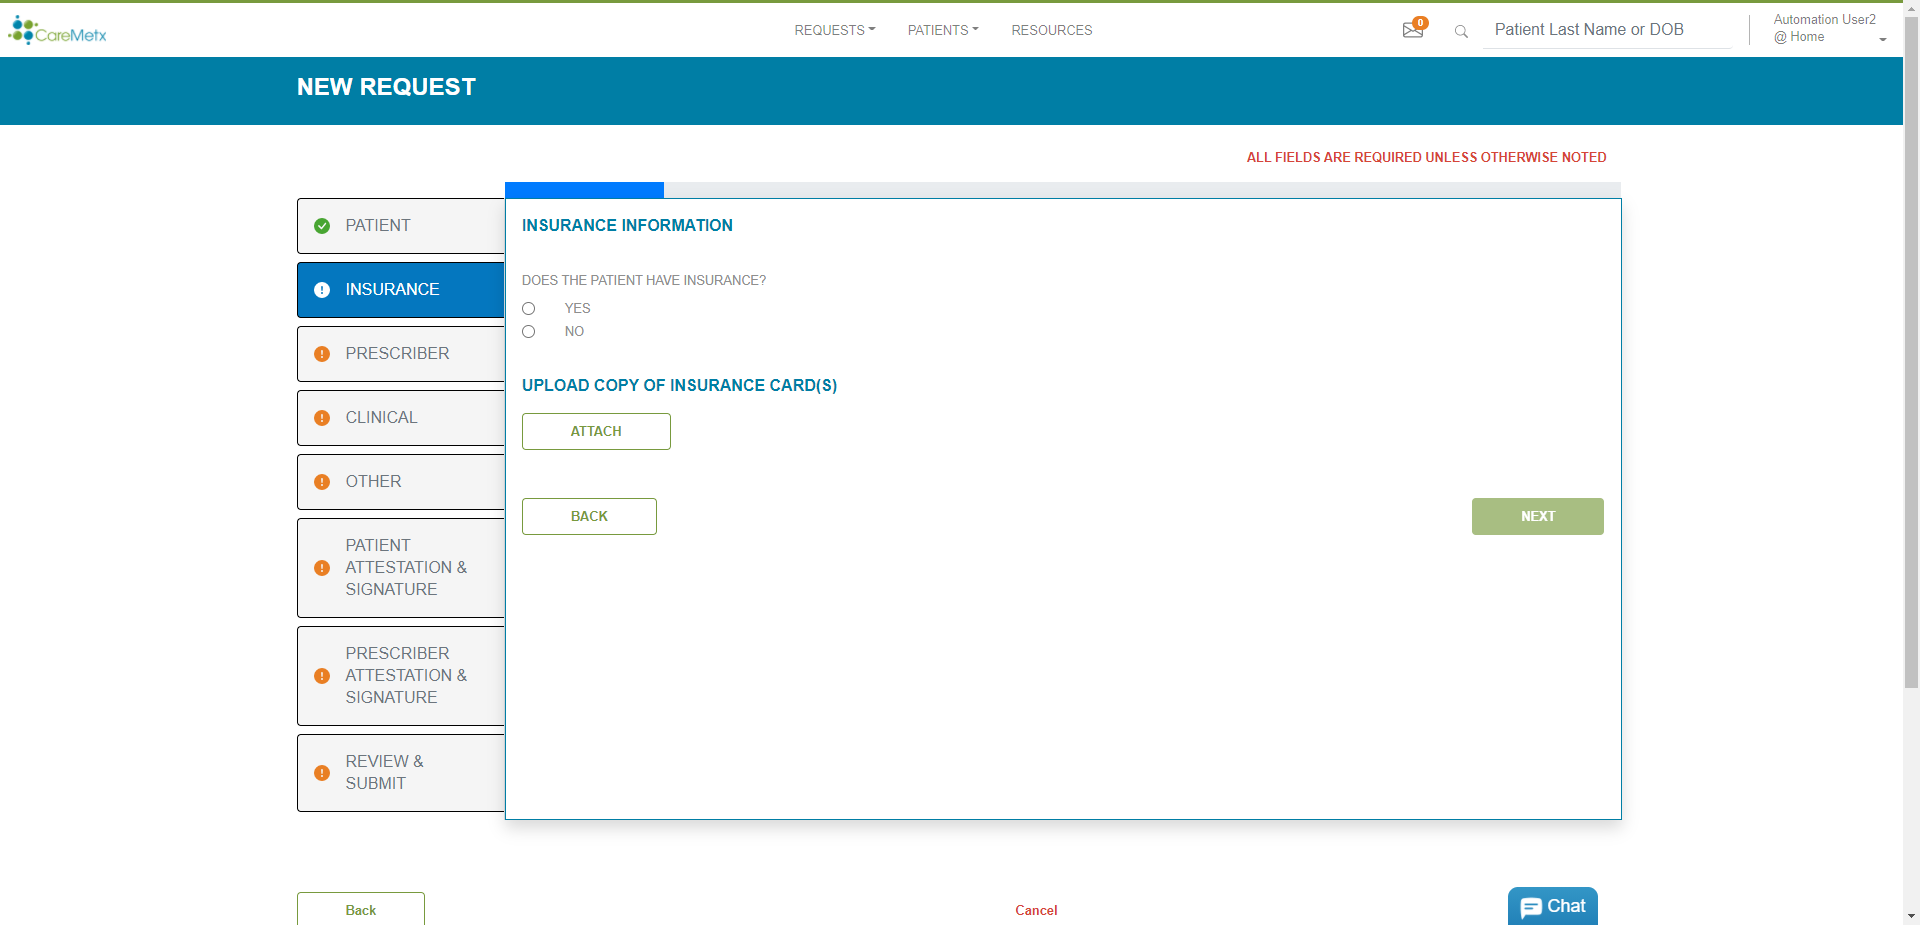 CareMetx
REQUESTS
PATIENTS
RESOURCES
0
Patient Last Name or DOB
Automation User2
@ Home
NEW REQUEST
ALL FIELDS ARE REQUIRED UNLESS OTHERWISE NOTED
PATIENT
INSURANCE
PRESCRIBER
CLINICAL
OTHER
PATIENT
ATTESTATION &
SIGNATURE
PRESCRIBER
ATTESTATION &
SIGNATURE
REVIEW &
SUBMIT
INSURANCE INFORMATION
DOES THE PATIENT HAVE INSURANCE?
YES
NO
UPLOAD COPY OF INSURANCE CARD(S)
ATTACH
BACK
NEXT
Back
Cancel
Chat